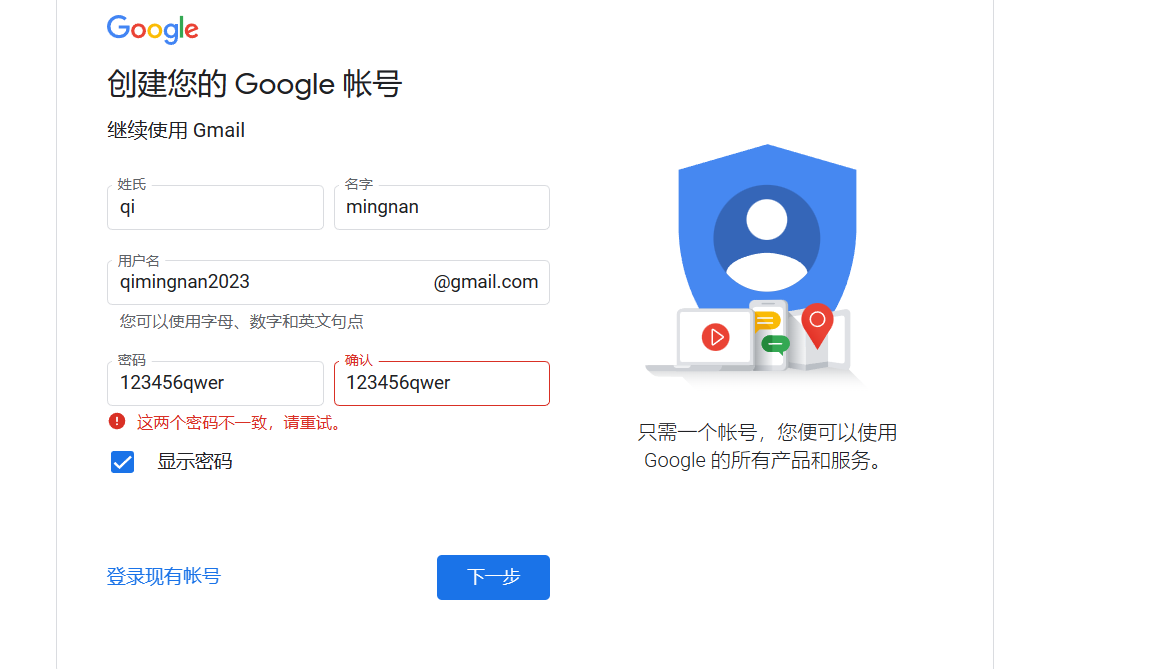 Google
创建您的 Google 帐号
继续使用 Gmail
姓氏 名字
qi mingnan
用户名
qimingnan2023 @gmail.com
您可以使用字母、数字和英文句点
密码 确认
123456qwer 123456qwer
这两个密码不一致，请重试。
显示密码
登录现有帐号 下一步
只需一个帐号，您便可以使用
Google 的所有产品和服务。